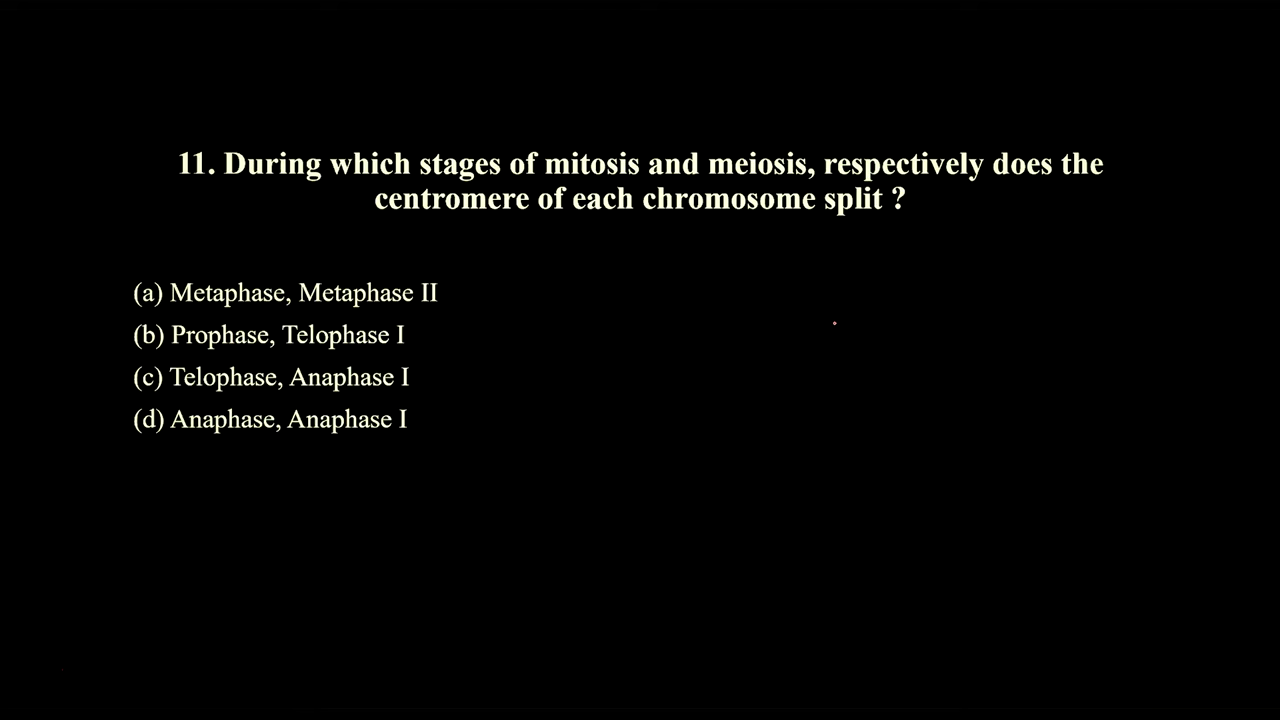 11. During which stages of mitosis and meiosis, respectively does the
centromere of each chromosome split ?
(a) Metaphase, Metaphase II
(b) Prophase, Telophase I
(c) Telophase, Anaphase I
(d) Anaphase, Anaphase I